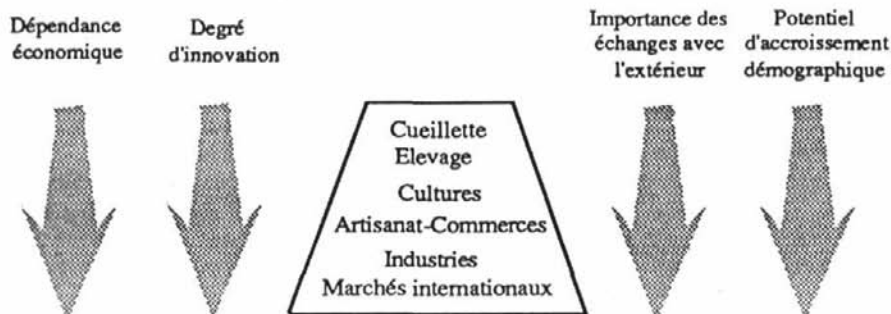 Dépendance
économique
Degré
d'innovation
Importance des
échanges avec
l'extérieur
Potentiel
d'accroissement
démographique
Cueillette
Elevage
Cultures
Artisanat-Commerces
Industries
Marchés internationaux